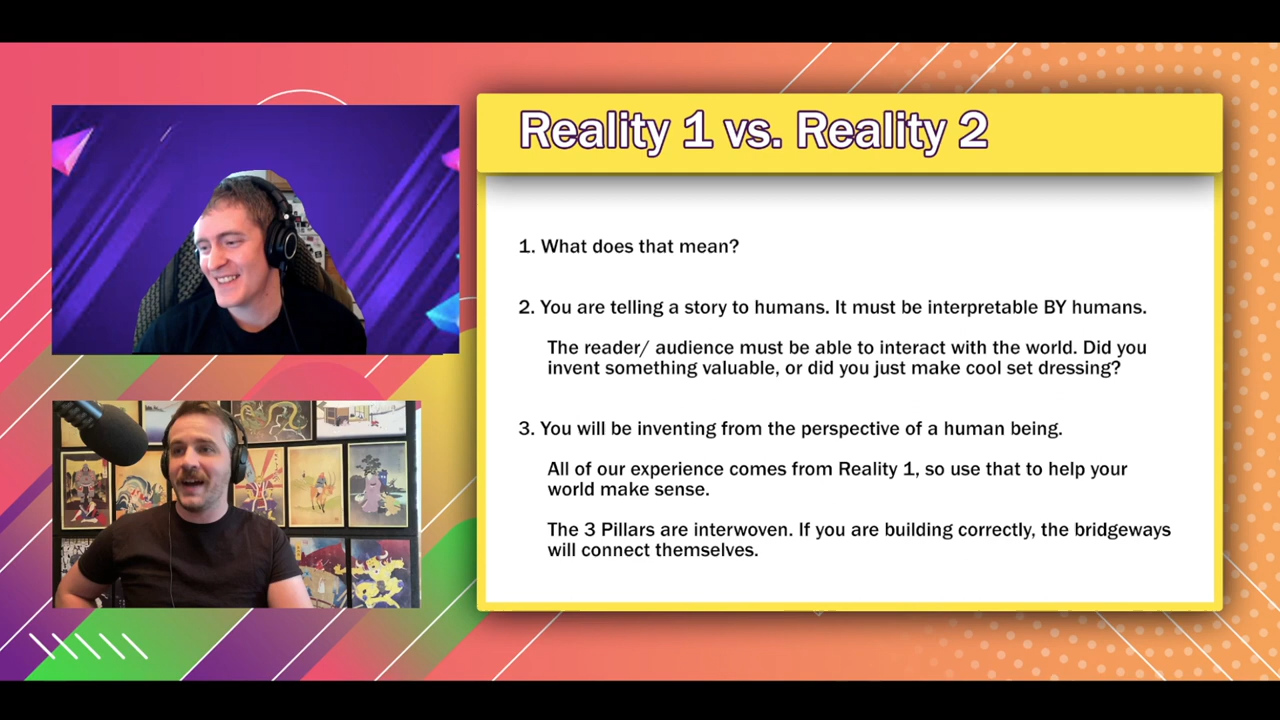 Reality 1 vs. Reality 2
1. What does that mean?
2. You are telling a story to humans. It must be interpretable BY humans.
The reader/ audience must be able to interact with the world. Did you
invent something valuable, or did you just make cool set dressing?
3. You will be inventing from the perspective of a human being.
All of our experience comes from Reality 1, so use that to help your
world make sense.
The 3 Pillars are interwoven. If you are building correctly, the bridgeways
will connect themselves.